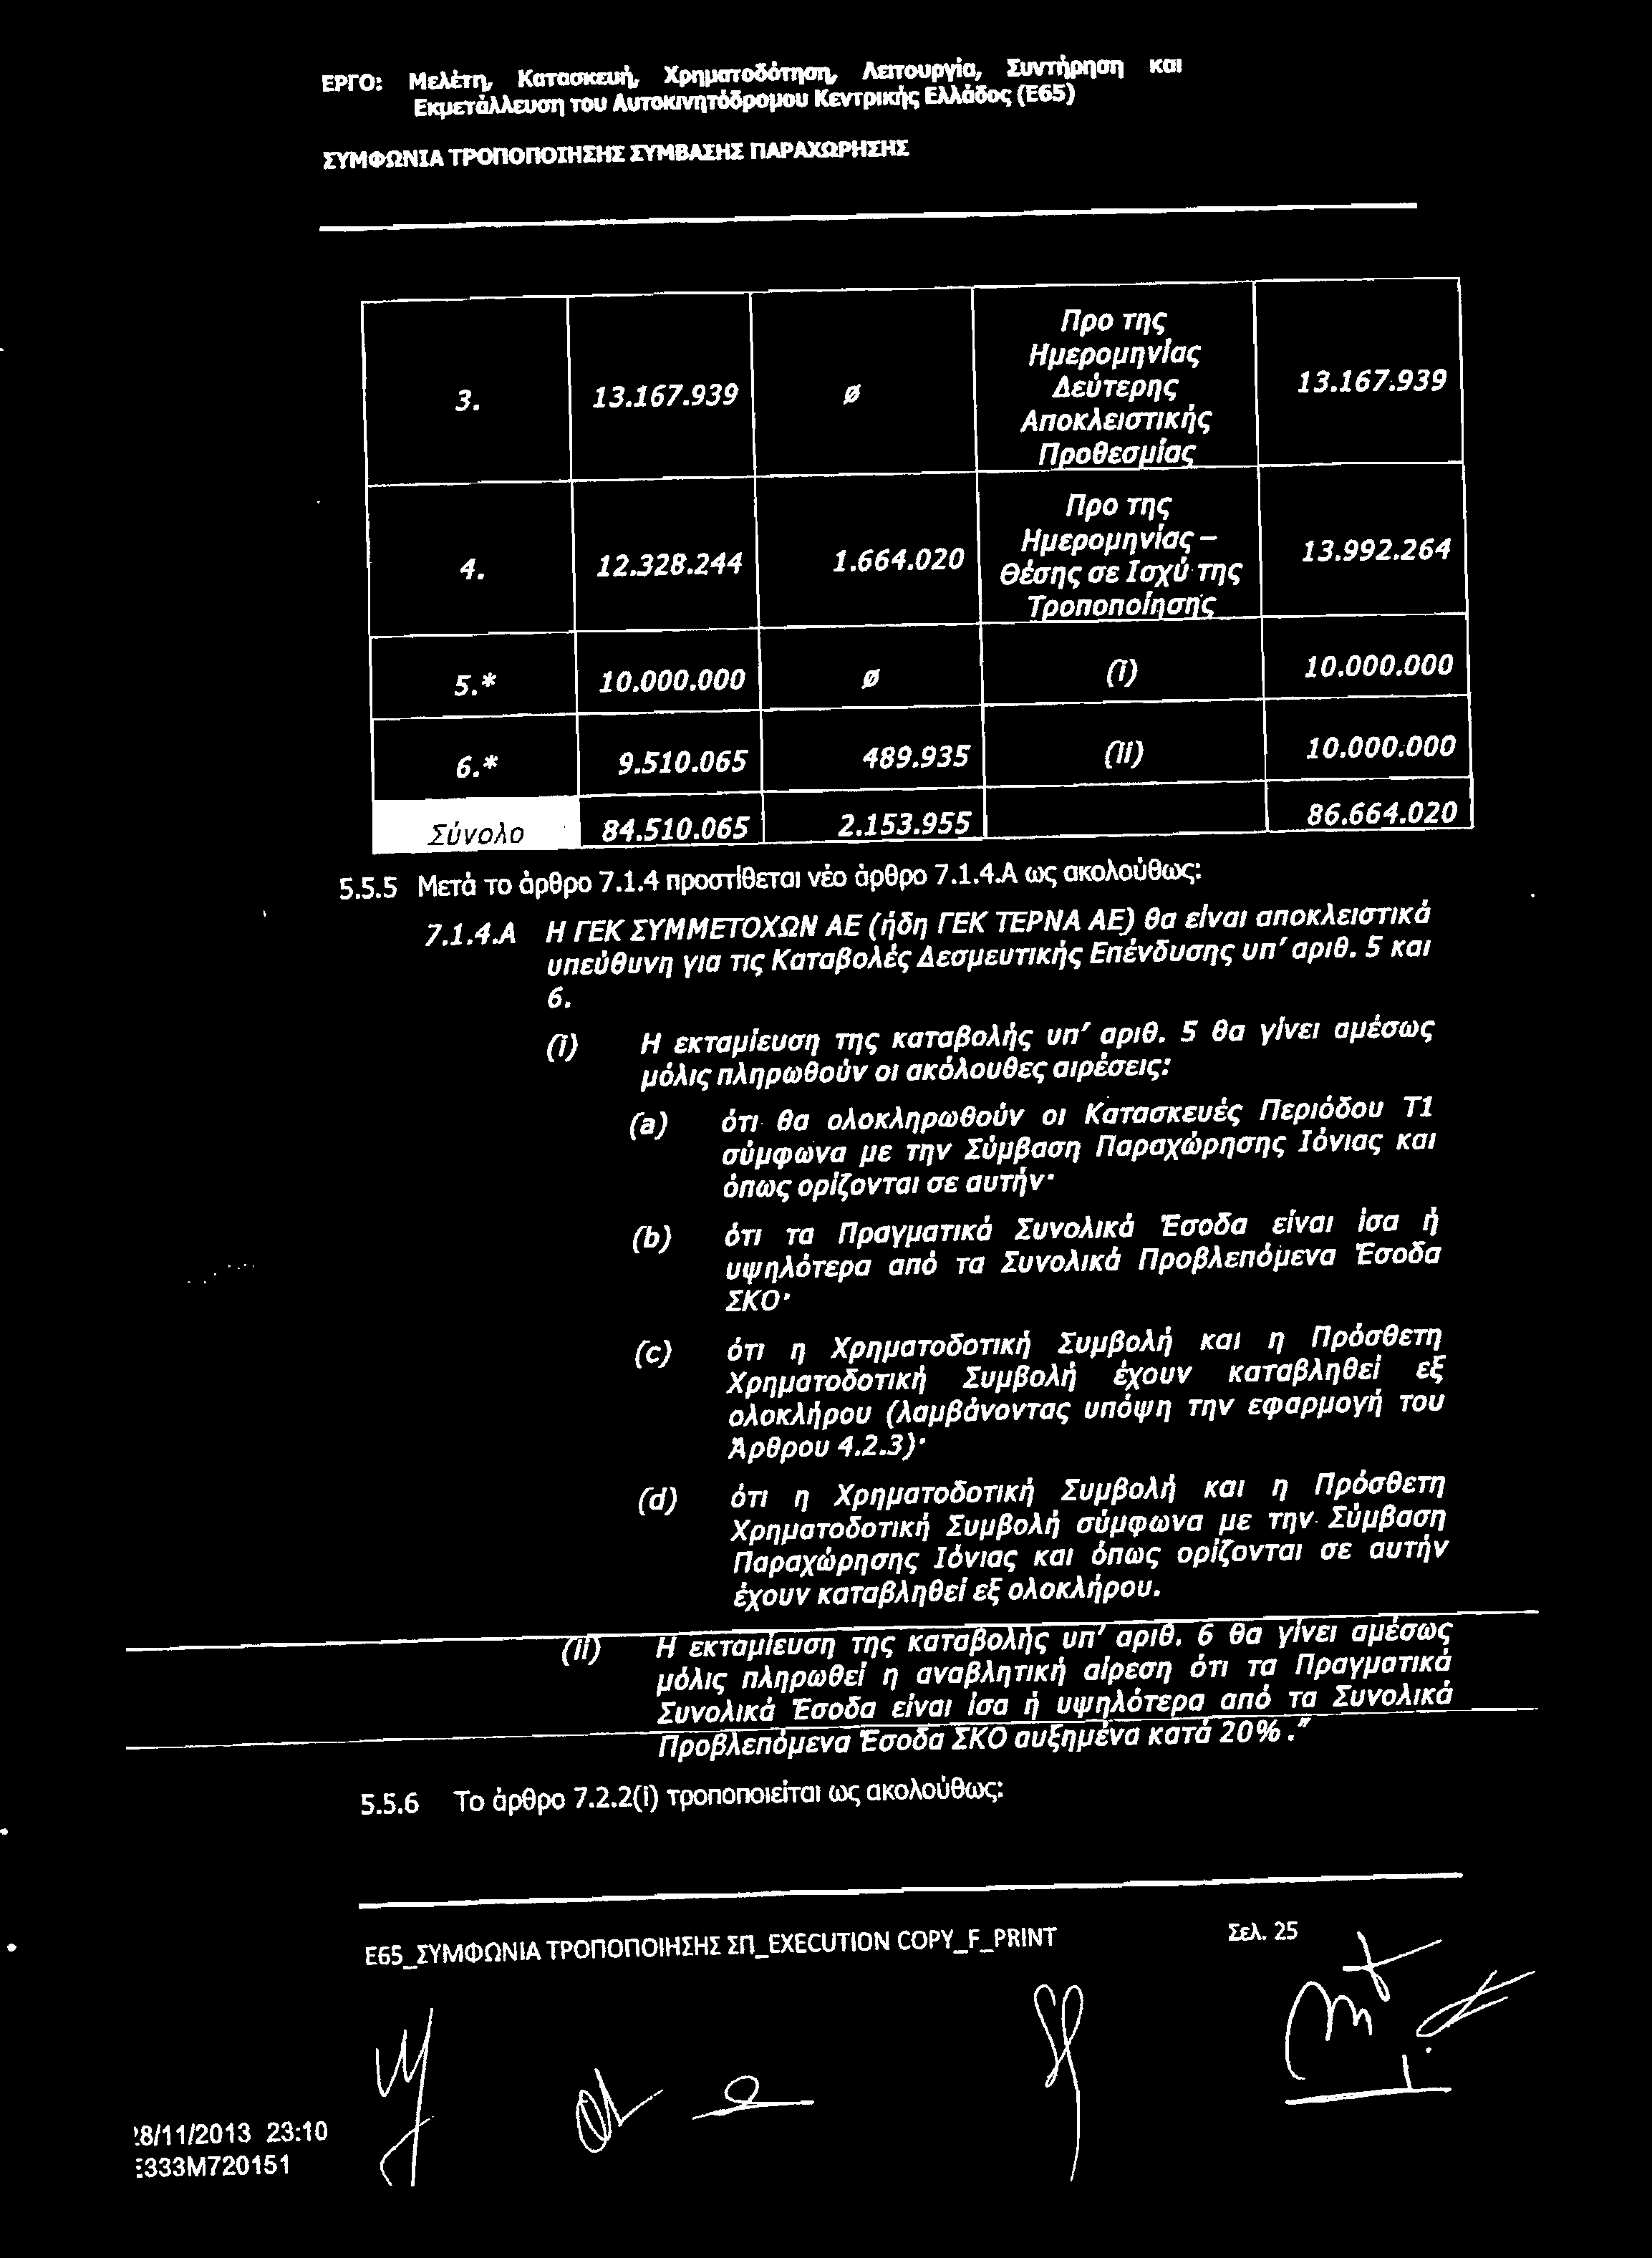 ΕΡΓΟ: Μελέτη, Κατασκευή, Χρηματοδότηση, Λειτουργία, Συντήρηση και
Εκμετάλλευση του Αυτοκινητόδρομου Κεντρικής Ελλάδος (Ε65)
ΣΥΜΦΩΝΙΑ ΤΡΟΠΟΠΟΙΗΣΗΣ ΣΥΜΒΑΣΗΣ ΠΑΡΑΧΩΡΗΣΗΣ
Προ της
Ημερομηνίας
3. 13.167.939 ø Δεύτερης 13.167.939
Αποκλειστικής
Προθεσμίας
Προ της
Ημερομηνίας –
4. 12.328.244 1.664.020 Θέσης σε Ισχύ της 13.992.264
Τροποποίησης
5.* 10.000.000 ø (i) 10.000.000
6.* 9.510.065 489.935 (ii) 10.000.000
Σύνολο 84.510.065 2.153.955 86.664.020
5.5.5 Μετά το άρθρο 7.1.4 προστίθεται νέο άρθρο 7.1.4.Α ως ακολούθως:
7.1.4.Α Η ΓΕΚ ΣΥΜΜΕΤΟΧΩΝ ΑΕ (ήδη ΓΕΚ ΤΕΡΝΑ ΑΕ) θα είναι αποκλειστικά
υπεύθυνη για τις Καταβολές Δεσμευτικής Επένδυσης υπ' αριθ. 5 και
6.
(i) Η εκταμίευση της καταβολής υπ' αριθ. 5 θα γίνει αμέσως
μόλις πληρωθούν οι ακόλουθες αιρέσεις:
(a) ότι θα ολοκληρωθούν οι Κατασκευές Περιόδου Τ1
σύμφωνα με την Σύμβαση Παραχώρησης Ιόνιας και
όπως ορίζονται σε αυτήν·
(b) ότι τα Πραγματικά Συνολικά Έσοδα είναι ίσα ή
υψηλότερα από τα Συνολικά Προβλεπόμενα Έσοδα
ΣΚΟ·
(c) ότι η Χρηματοδοτική Συμβολή και η Πρόσθετη
Χρηματοδοτική Συμβολή έχουν καταβληθεί εξ
ολοκλήρου (λαμβάνοντας υπόψη την εφαρμογή του
Άρθρου 4.2.3)·
(d) ότι η Χρηματοδοτική Συμβολή και η Πρόσθετη
Χρηματοδοτική Συμβολή σύμφωνα με την Σύμβαση
Παραχώρησης Ιόνιας και όπως ορίζονται σε αυτήν
έχουν καταβληθεί εξ ολοκλήρου.
(ii) Η εκταμίευση της καταβολής υπ' αριθ. 6 θα γίνει αμέσως
μόλις πληρωθεί η αναβλητική αίρεση ότι τα Πραγματικά
Συνολικά Έσοδα είναι ίσα ή υψηλότερα από τα Συνολικά
Προβλεπόμενα Έσοδα ΣΚΟ αυξημένα κατά 20% ."
5.5.6 Το άρθρο 7.2.2(i) τροποποιείται ως ακολούθως:
E65_ΣΥΜΦΩΝΙΑ ΤΡΟΠΟΠΟΙΗΣΗΣ ΣΠ_EXECUTION COPY_F_PRINT Σελ. 25
8/11/2013 23:10
333M720151